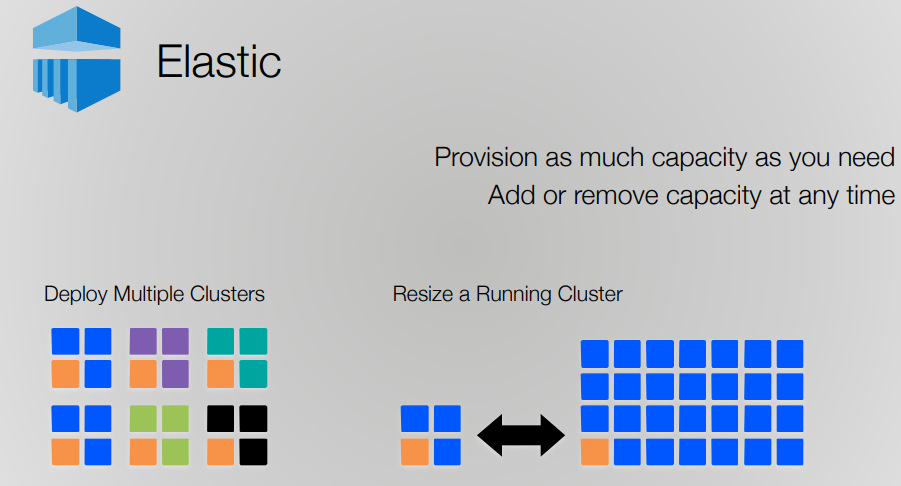 Elastic
Provision as much capacity as you need
Add or remove capacity at any time
Deploy Multiple Clusters
Resize a Running Cluster